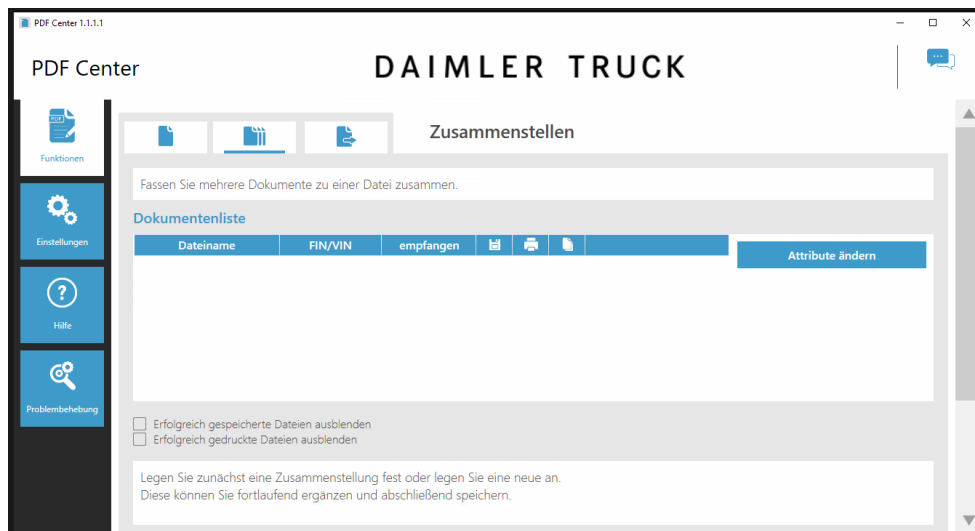 PDF Center 1.1.1.1
PDF Center
DAIMLER TRUCK
PDF
Funktionen
Zusammenstellen
Fassen Sie mehrere Dokumente zu einer Datei zusammen.
Einstellungen
Dokumentenliste
Dateiname FIN/VIN empfangen
Attribute ändern
Hilfe
Problembehebung
Erfolgreich gespeicherte Dateien ausblenden
Erfolgreich gedruckte Dateien ausblenden
Legen Sie zunächst eine Zusammenstellung fest oder legen Sie eine neue an.
Diese können Sie fortlaufend ergänzen und abschließend speichern.